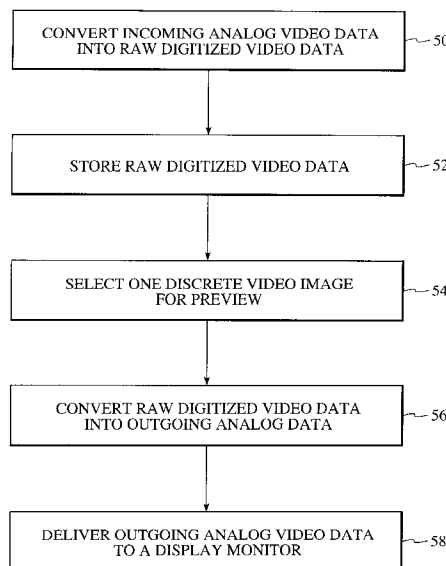 CONVERT INCOMING ANALOG VIDEO DATA
INTO RAW DIGITIZED VIDEO DATA
50
STORE RAW DIGITIZED VIDEO DATA
52
SELECT ONE DISCRETE VIDEO IMAGE
FOR PREVIEW
54
CONVERT RAW DIGITIZED VIDEO DATA
INTO OUTGOING ANALOG DATA
56
DELIVER OUTGOING ANALOG VIDEO DATA
TO A DISPLAY MONITOR
58